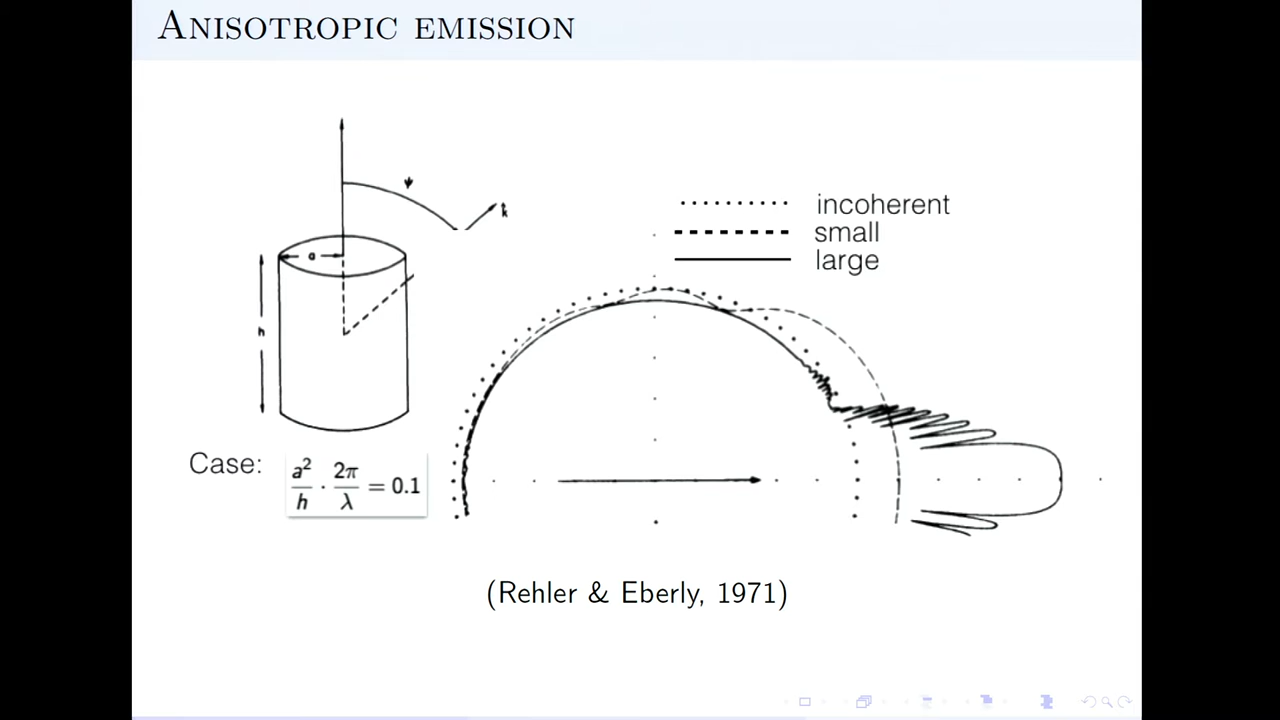 ANISOTROPIC EMISSION
ψ
k̂
a
h
incoherent
small
large
Case: a²/h · 2π/λ = 0.1
(Rehler & Eberly, 1971)